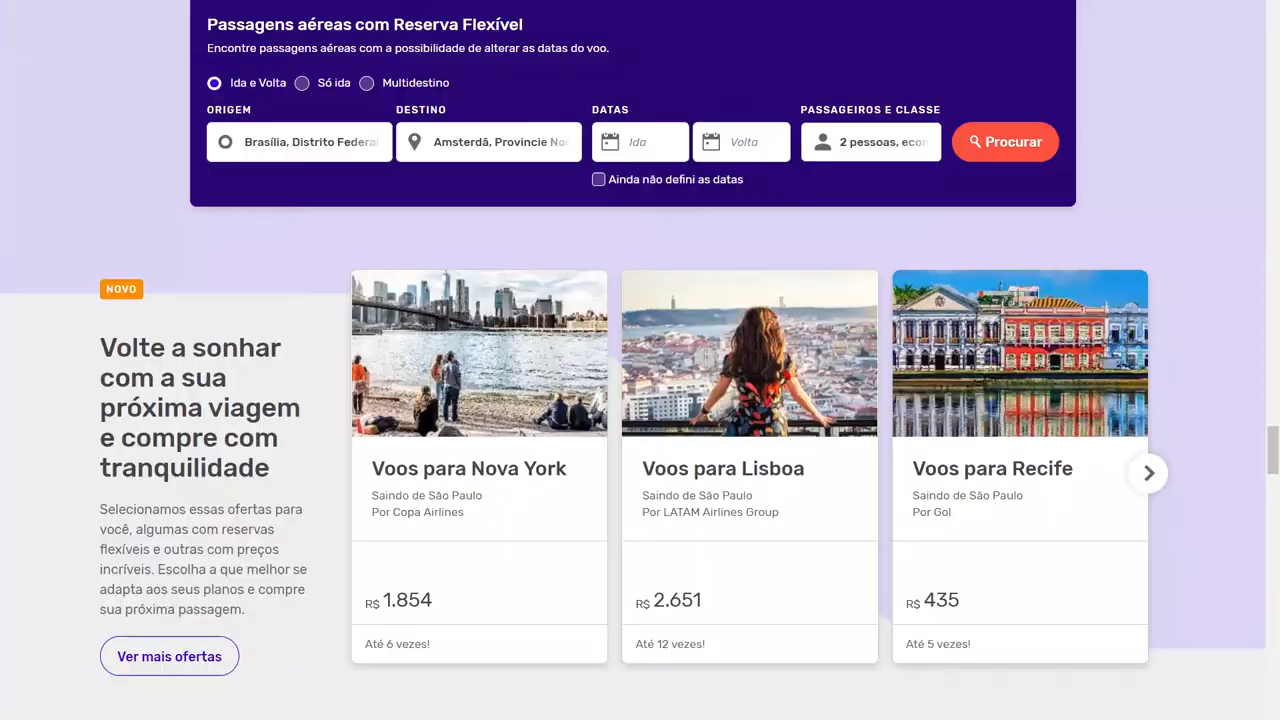 Passagens aéreas com Reserva Flexível
Encontre passagens aéreas com a possibilidade de alterar as datas do voo.
Ida e Volta Só ida Multidestino
ORIGEM DESTINO DATAS PASSAGEIROS E CLASSE
Brasília, Distrito Federal Amsterdã, Provincie Noo Ida Volta 2 pessoas, econ Procurar
Ainda não defini as datas
NOVO
Volte a sonhar
com a sua
próxima viagem
e compre com
tranquilidade
Selecionamos essas ofertas para
você, algumas com reservas
flexíveis e outras com preços
incríveis. Escolha a que melhor se
adapta aos seus planos e compre
sua próxima passagem.
Ver mais ofertas
Voos para Nova York
Saindo de São Paulo
Por Copa Airlines
R$ 1.854
Até 6 vezes!
Voos para Lisboa
Saindo de São Paulo
Por LATAM Airlines Group
R$ 2.651
Até 12 vezes!
Voos para Recife
Saindo de São Paulo
Por Gol
R$ 435
Até 5 vezes!